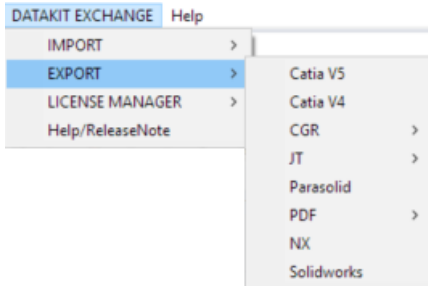 DATAKIT EXCHANGE Help
IMPORT
EXPORT
LICENSE MANAGER
Help/ReleaseNote
Catia V5
Catia V4
CGR
JT
Parasolid
PDF
NX
Solidworks